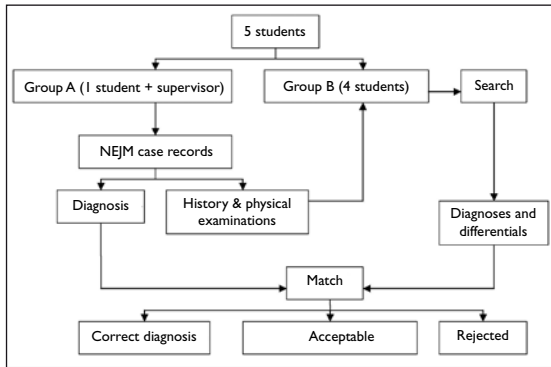 5 students
Group A (1 student + supervisor)
Group B (4 students)
Search
NEJM case records
Diagnosis
History & physical
examinations
Diagnoses and
differentials
Match
Correct diagnosis
Acceptable
Rejected